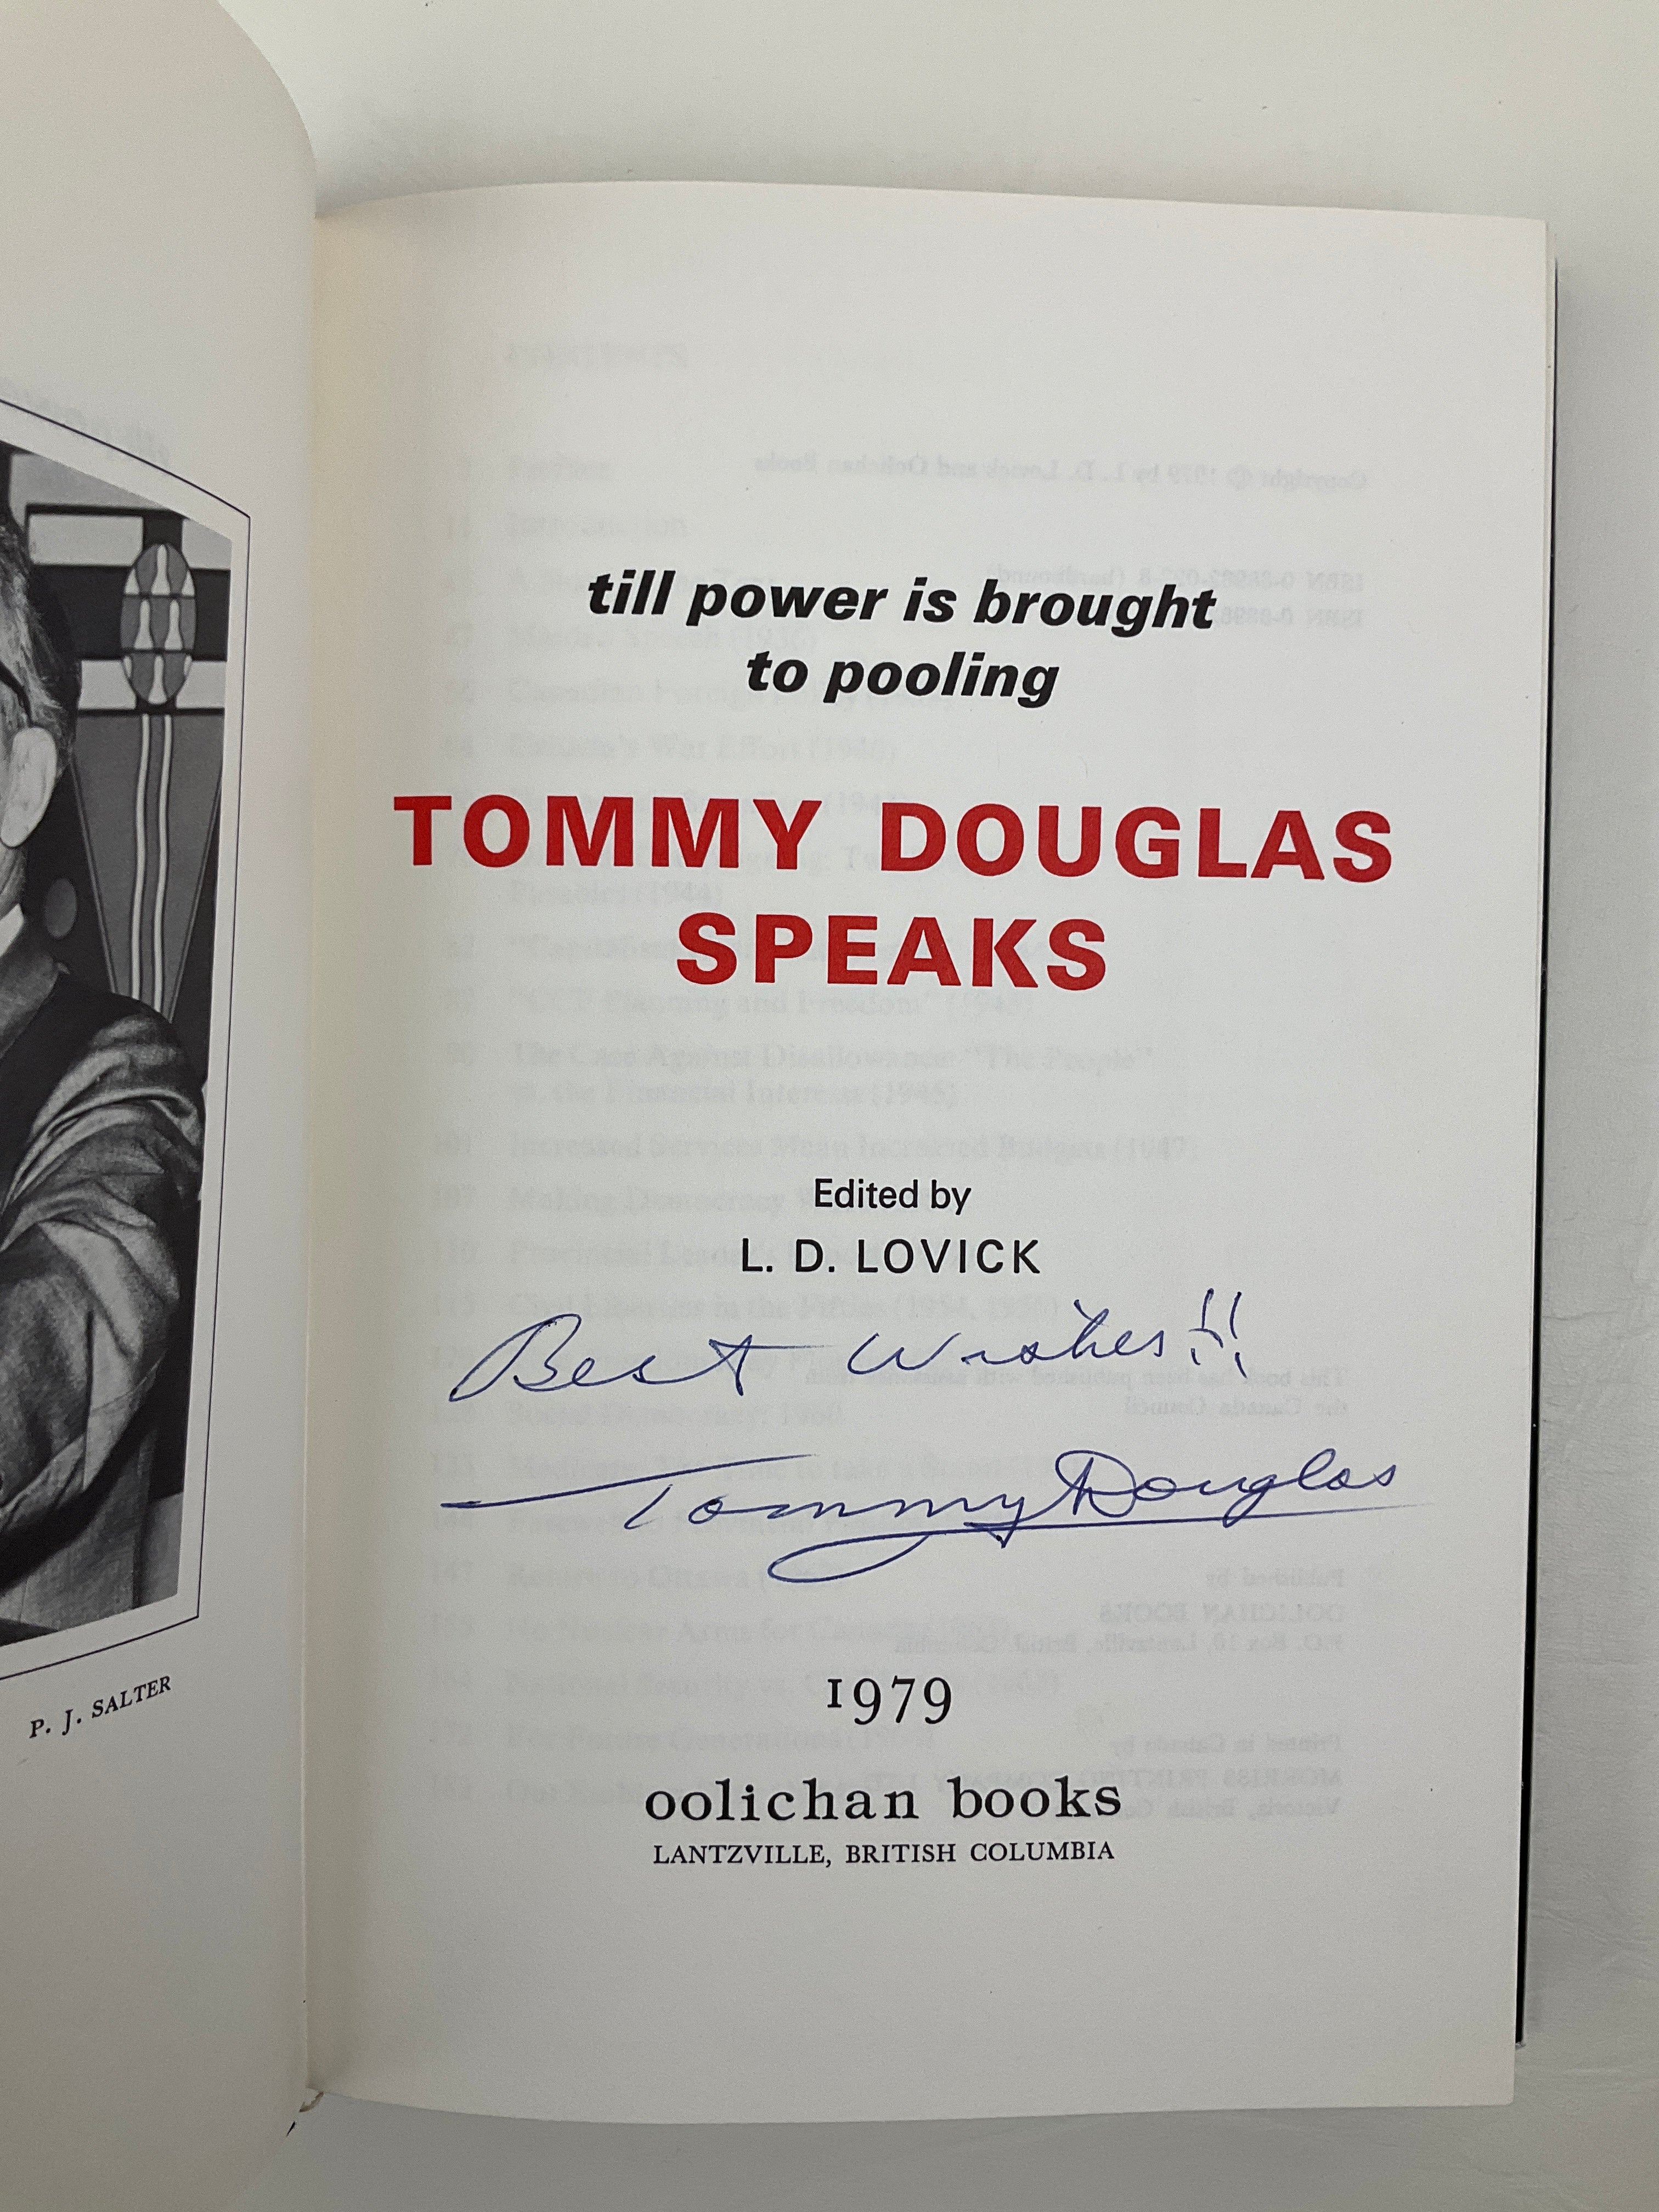 P. J. SALTER
till power is brought
to pooling
TOMMY DOUGLAS
SPEAKS
Edited by
L. D. LOVICK
Best Wishes!!
Tommy Douglas
1979
oolichan books
LANTZVILLE, BRITISH COLUMBIA